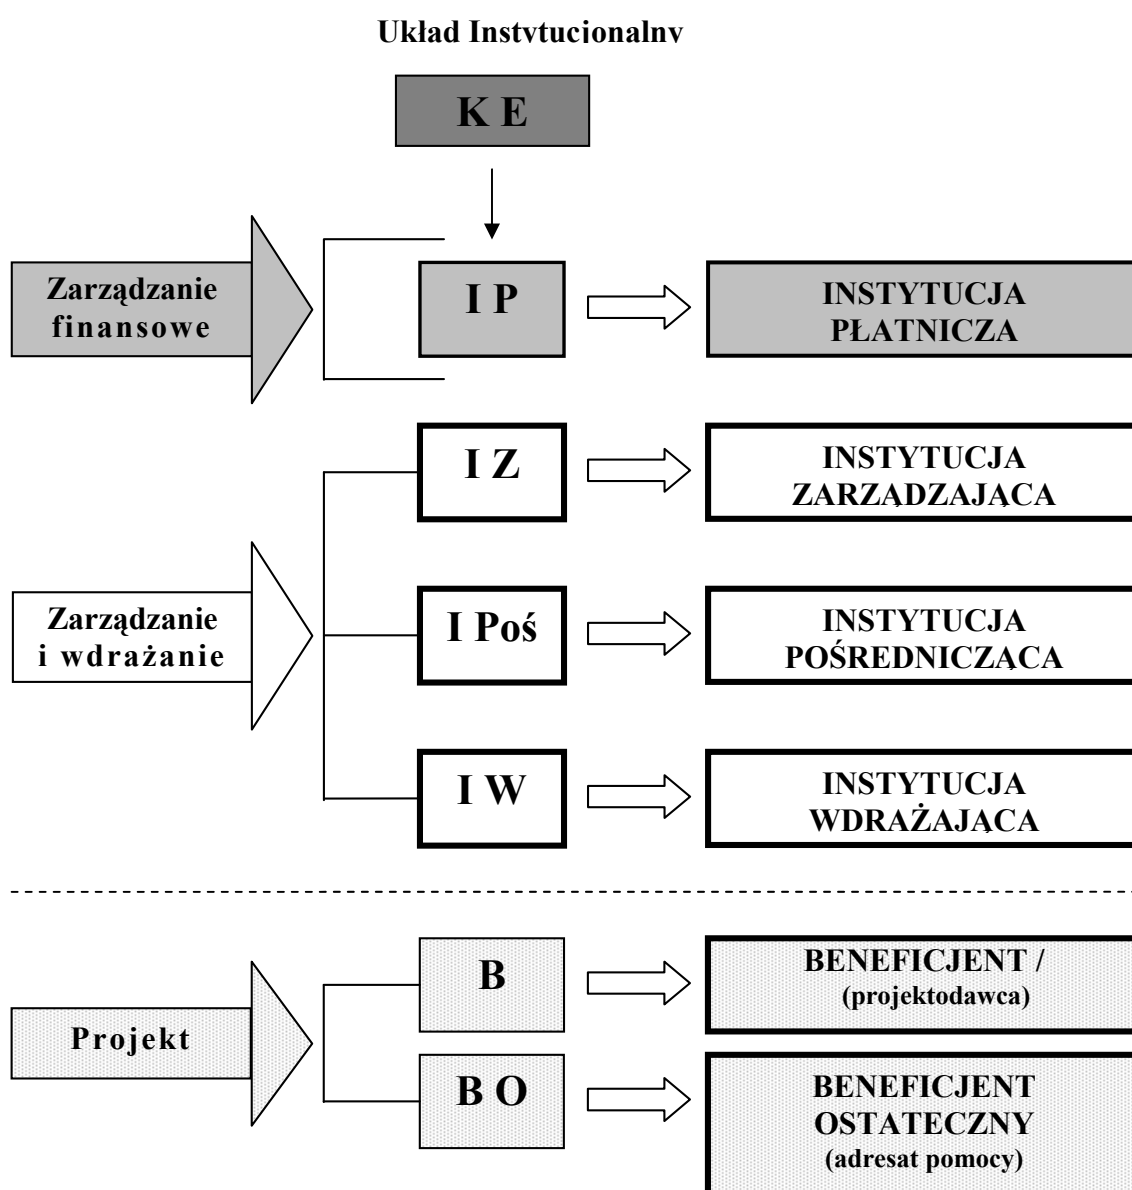 Układ Instytucjonalny
K E
Zarządzanie
finansowe
I P
INSTYTUCJA
PŁATNICZA
I Z
INSTYTUCJA
ZARZĄDZAJĄCA
Zarządzanie
i wdrażanie
I Poś
INSTYTUCJA
POŚREDNICZĄCA
I W
INSTYTUCJA
WDRAŻAJĄCA
Projekt
B
BENEFICJENT /
(projektodawca)
B O
BENEFICJENT
OSTATECZNY
(adresat pomocy)